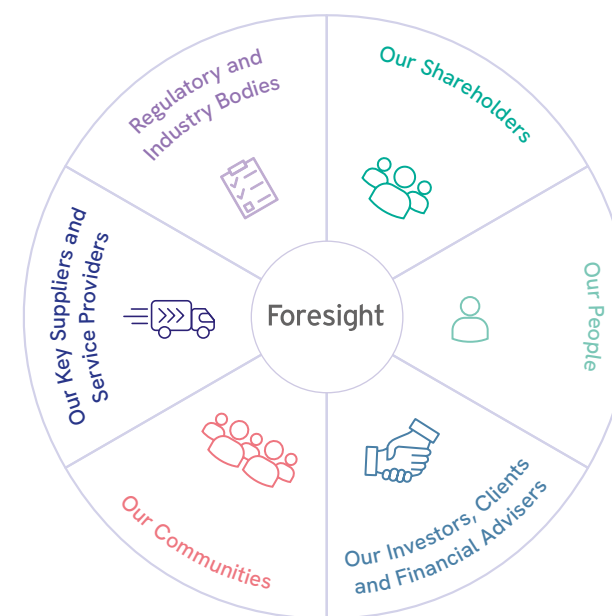 Regulatory and
Industry Bodies
Our Shareholders
Our Key Suppliers and
Service Providers
Foresight
Our People
Our Communities
Our Investors, Clients
and Financial Advisers